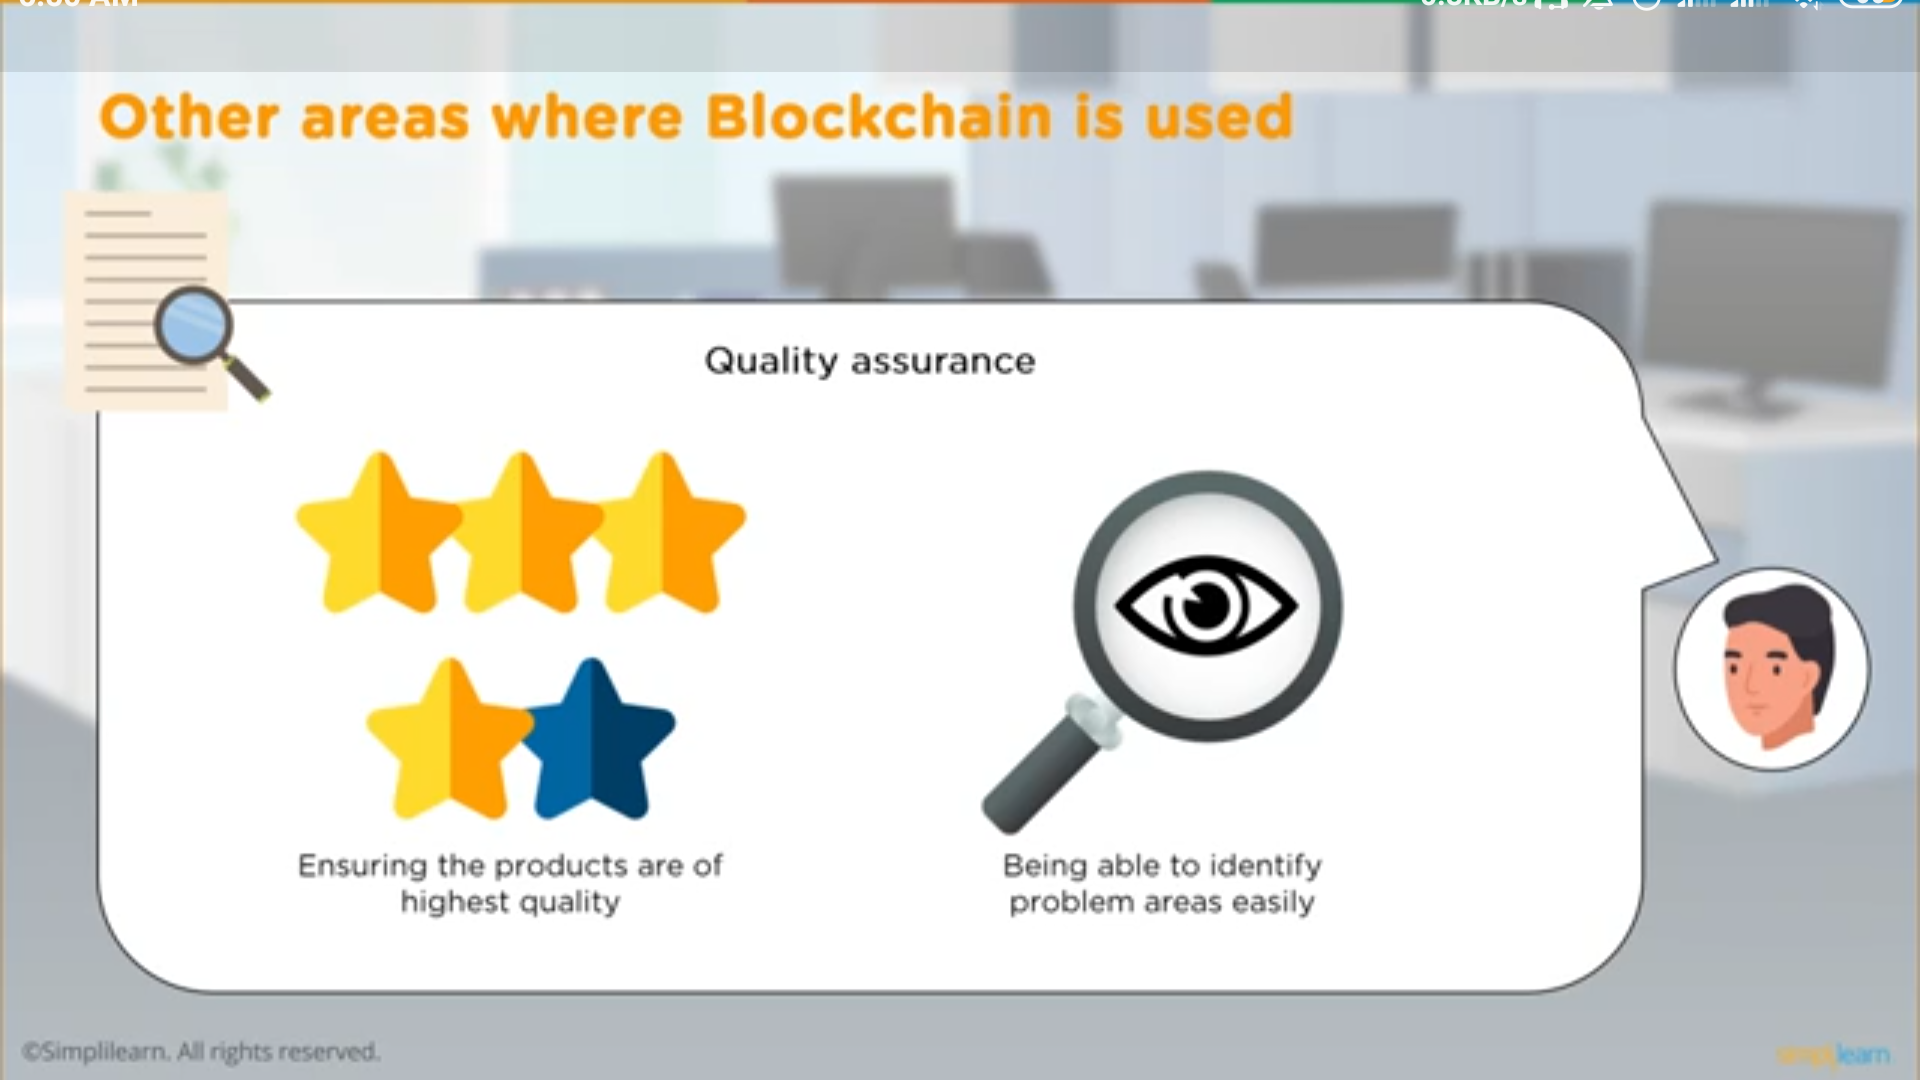 Other areas where Blockchain is used
Quality assurance
Ensuring the products are of
highest quality
Being able to identify
problem areas easily
©Simplilearn. All rights reserved.
simplilearn